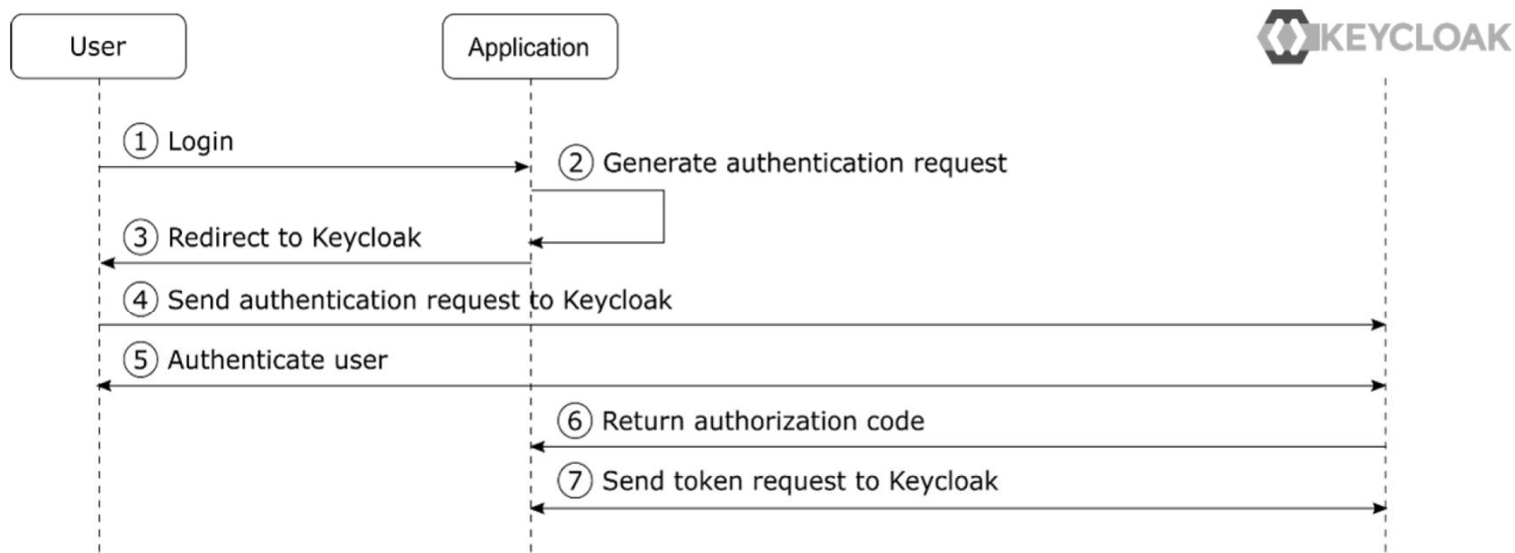 User
Application
KEYCLOAK
① Login
② Generate authentication request
③ Redirect to Keycloak
④ Send authentication request to Keycloak
⑤ Authenticate user
⑥ Return authorization code
⑦ Send token request to Keycloak